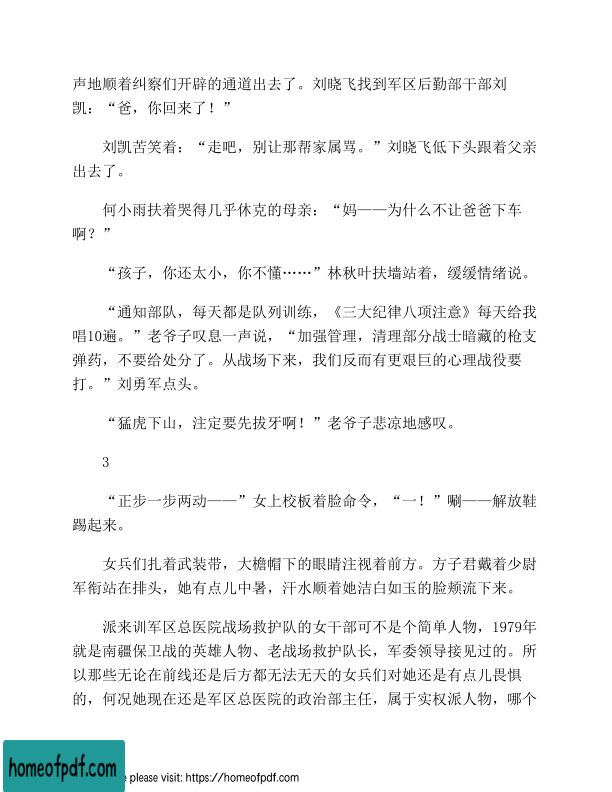 声地顺着纠察们开辟的通道出去了。刘晓飞找到军区后勤部干部刘
凯：“爸，你回来了！”
刘凯苦笑着：“走吧，别让那帮家属骂。”刘晓飞低下头跟着父亲
出去了。
何小雨扶着哭得几乎休克的母亲：“妈——为什么不让爸爸下车
啊？”
“孩子，你还太小，你不懂……”林秋叶扶墙站着，缓缓情绪说。
“通知部队，每天都是队列训练，《三大纪律八项注意》每天给我
唱10遍。”老爷子叹息一声说，“加强管理，清理部分战士暗藏的枪支
弹药，不要给处分了。从战场下来，我们反而有更艰巨的心理战役要
打。”刘勇军点头。
“猛虎下山，注定要先拔牙啊！”老爷子悲凉地感叹。
3
“正步一步两动——”女上校板着脸命令，“一！”唰——解放鞋
踢起来。
女兵们扎着武装带，大檐帽下的眼睛注视着前方。方子君戴着少尉
军衔站在排头，她有点儿中暑，汗水顺着她洁白如玉的脸颊流下来。
派来训军区总医院战场救护队的女干部可不是个简单人物，1979年
就是南疆保卫战的英雄人物、老战场救护队长，军委领导接见过的。所
以那些无论在前线还是后方都无法无天的女兵们对她还是有点儿畏惧
的，何况她现在还是军区总医院的政治部主任，属于实权派人物，哪个
homeofpdf.com
e please visit: https://homeofpdf.com